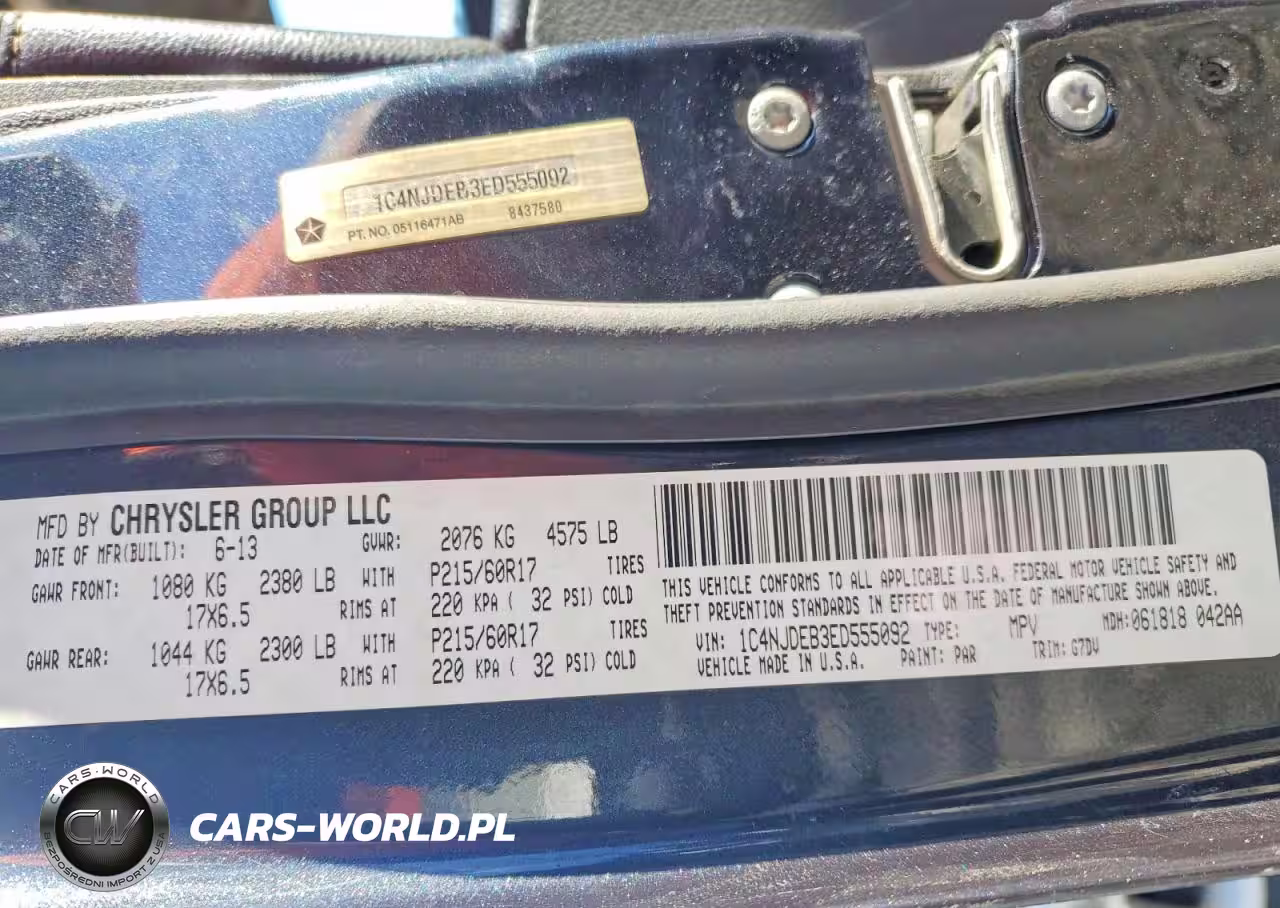 1C4NJDEB3ED555092
PT. NO. 05116471AB 8437580
MFD BY CHRYSLER GROUP LLC
DATE OF MFR(BUILT): 6-13 GVWR: 2076 KG 4575 LB
GAWR FRONT: 1080 KG 2380 LB WITH P215/60R17 TIRES
17X6.5 RIMS AT 220 KPA ( 32 PSI) COLD
GAWR REAR: 1044 KG 2300 LB WITH P215/60R17 TIRES
17X6.5 RIMS AT 220 KPA ( 32 PSI) COLD
THIS VEHICLE CONFORMS TO ALL APPLICABLE U.S.A. FEDERAL MOTOR VEHICLE SAFETY AND
THEFT PREVENTION STANDARDS IN EFFECT ON THE DATE OF MANUFACTURE SHOWN ABOVE.
VIN: 1C4NJDEB3ED555092 TYPE: MPV MDH:061818 042AA
VEHICLE MADE IN U.S.A. PAINT: PAR TRIM: G7DV
CARS-WORLD
CW
BEZPOŚREDNI IMPORT Z USA
CARS-WORLD.PL